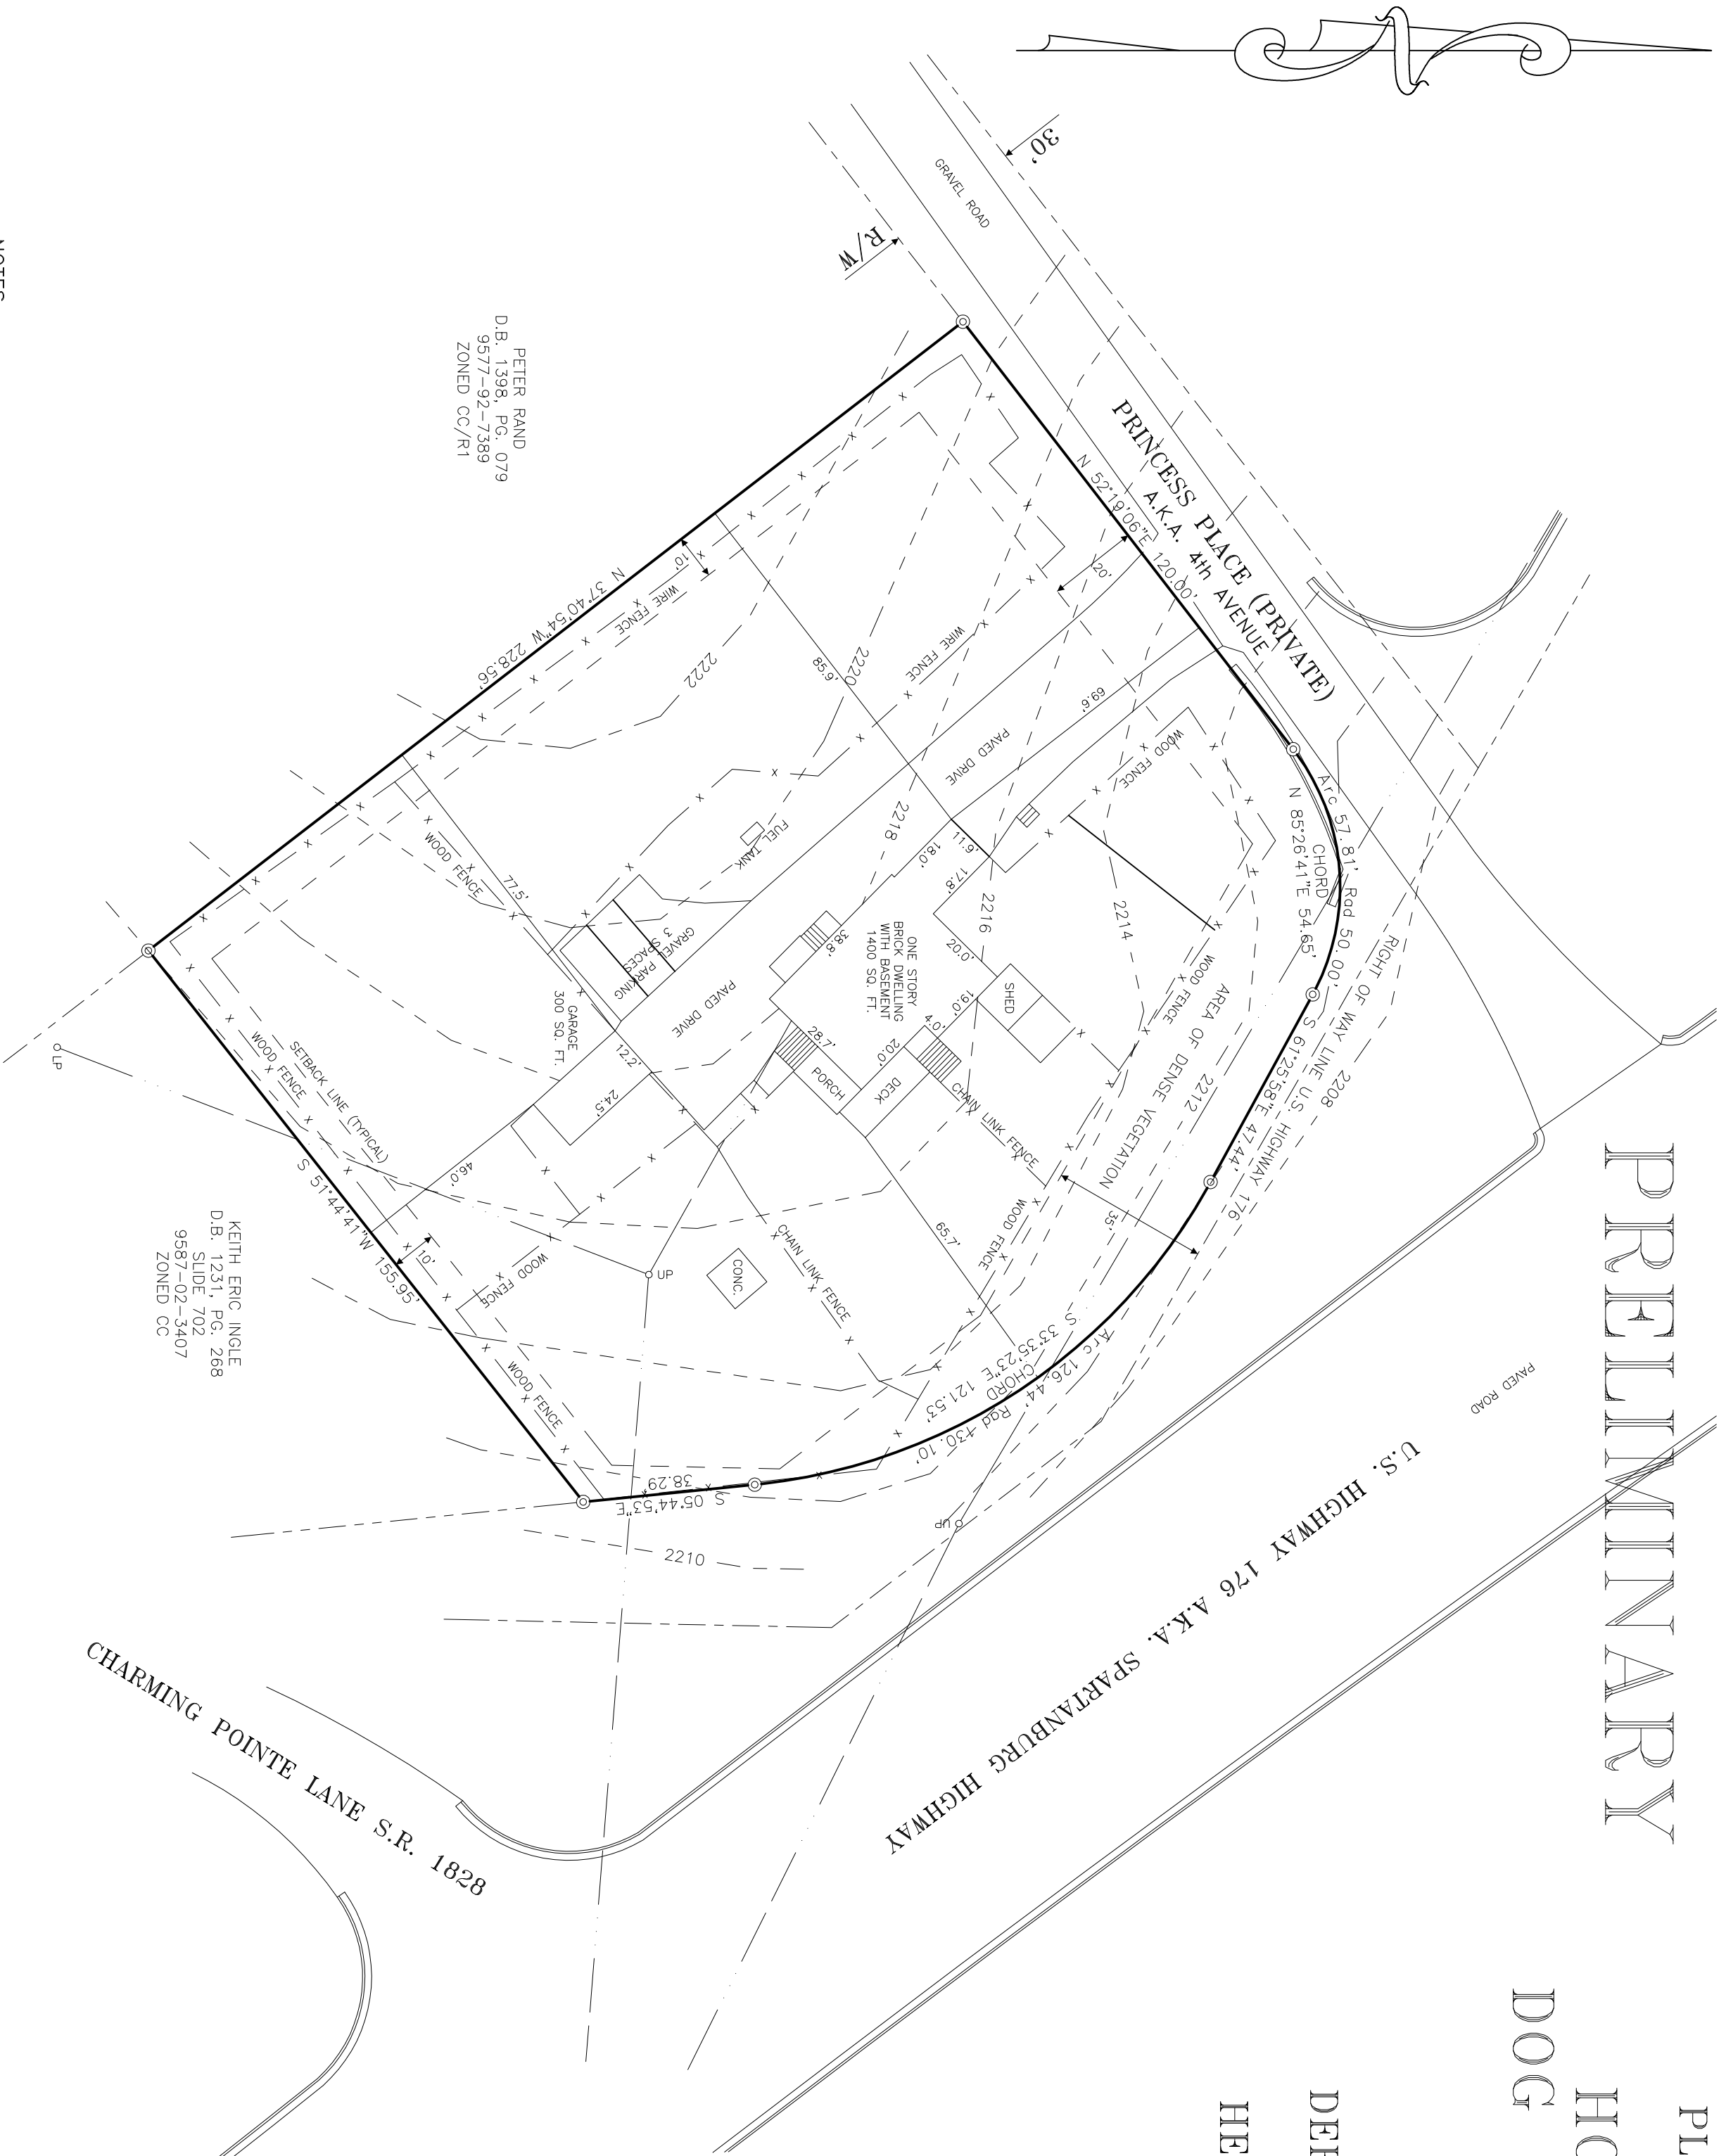 PRELIMINARY
PL
HO
DOG
DEE
HE
N
30'
R/W
GRAVEL ROAD
PRINCESS PLACE (PRIVATE)
A.K.A. 4th AVENUE
N 52°19'06"E 120.00'
Arc 57.81' Rad 50.00'
CHORD
N 85°26'41"E 54.65'
RIGHT OF WAY LINE U.S. HIGHWAY 176
S 61°25'58"E 47.44'
2208
Arc 126.44' Rad 130.10'
CHORD
S 33°35'23"E 121.53'
S 05°44'53"E
38.29'
S 51°44'41"W 155.95'
N 37°40'54"W 228.56'
PETER RAND
D.B. 1398, PG. 079
9577-92-7389
ZONED CC/R1
KEITH ERIC INGLE
D.B. 1231, PG. 268
SLIDE 702
9587-02-3407
ZONED CC
PAVED ROAD
U.S. HIGHWAY 176 A.K.A. SPARTANBURG HIGHWAY
CHARMING POINTE LANE S.R. 1828
2210
2212
2214
2216
2218
2220
2222
20'
10'
10'
35'
85.9'
69.6'
77.5'
46.0'
65.7'
WIRE FENCE
WIRE FENCE
WOOD FENCE
WOOD FENCE
WOOD FENCE
WOOD FENCE
WOOD FENCE
WOOD FENCE
WOOD FENCE
CHAIN LINK FENCE
CHAIN LINK FENCE
AREA OF DENSE VEGETATION
PAVED DRIVE
PAVED DRIVE
FUEL TANK
3 GRAVEL PARKING SPACES
GARAGE
300 SQ. FT.
12.2'
24.5'
ONE STORY
BRICK DWELLING
WITH BASEMENT
1400 SQ. FT.
11.9'
18.0'
17.8'
20.0'
19.0'
4.0'
20.0'
28.7'
38.8'
SHED
DECK
PORCH
CONC.
SETBACK LINE (TYPICAL)
UP
UP
LP
NOTES